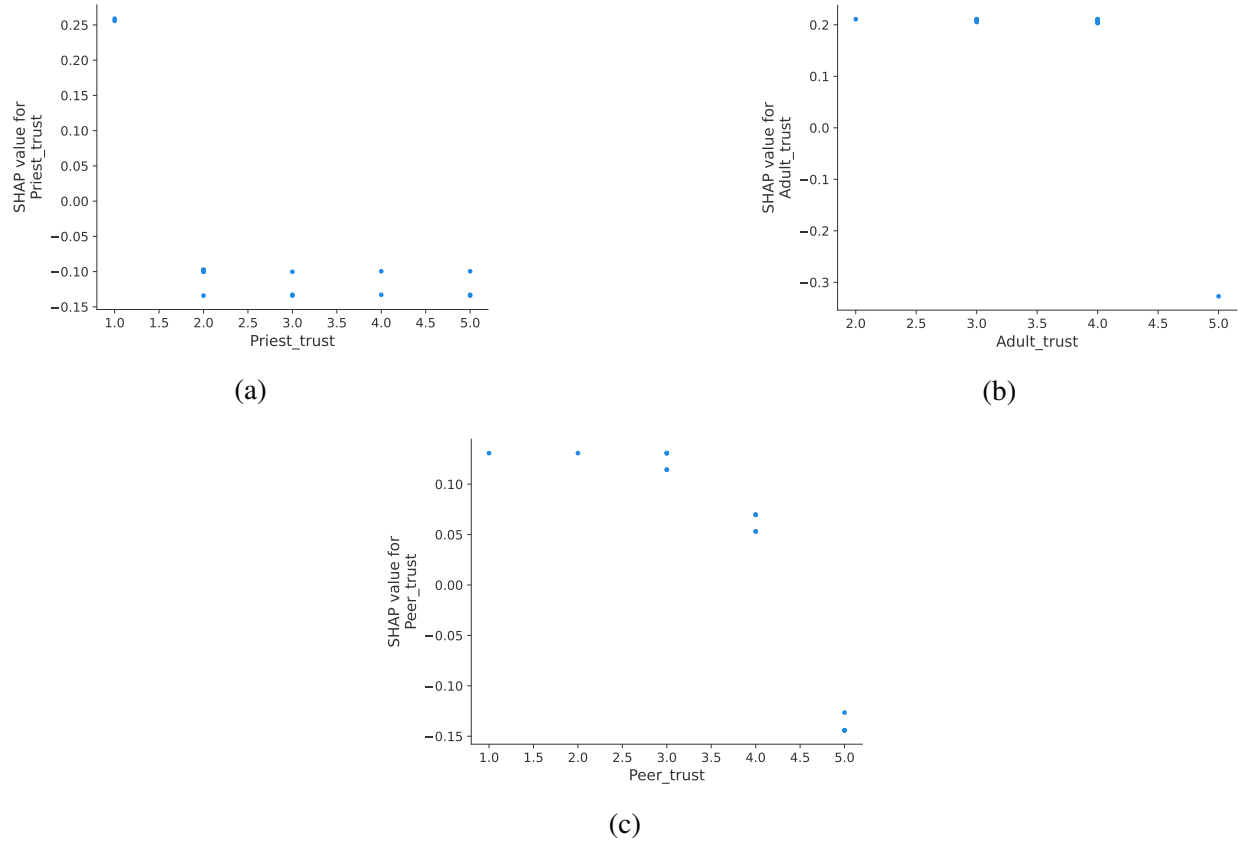 0.25
0.20
0.15
0.10
0.05
0.00
−0.05
−0.10
−0.15
SHAP value for
Priest_trust
1.0 1.5 2.0 2.5 3.0 3.5 4.0 4.5 5.0
Priest_trust
(a)
0.2
0.1
0.0
−0.1
−0.2
−0.3
SHAP value for
Adult_trust
2.0 2.5 3.0 3.5 4.0 4.5 5.0
Adult_trust
(b)
0.10
0.05
0.00
−0.05
−0.10
−0.15
SHAP value for
Peer_trust
1.0 1.5 2.0 2.5 3.0 3.5 4.0 4.5 5.0
Peer_trust
(c)